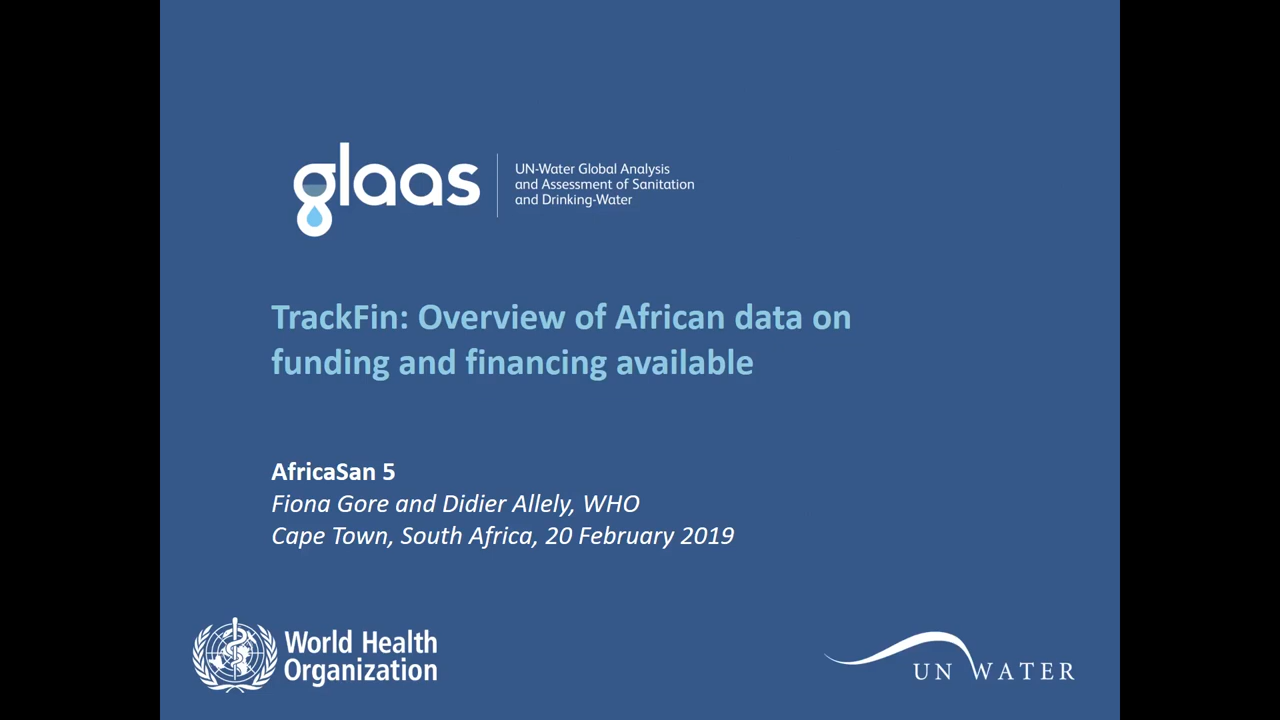 glaas
UN-Water Global Analysis
and Assessment of Sanitation
and Drinking-Water
TrackFin: Overview of African data on
funding and financing available
AfricaSan 5
Fiona Gore and Didier Allely, WHO
Cape Town, South Africa, 20 February 2019
World Health
Organization
UN WATER